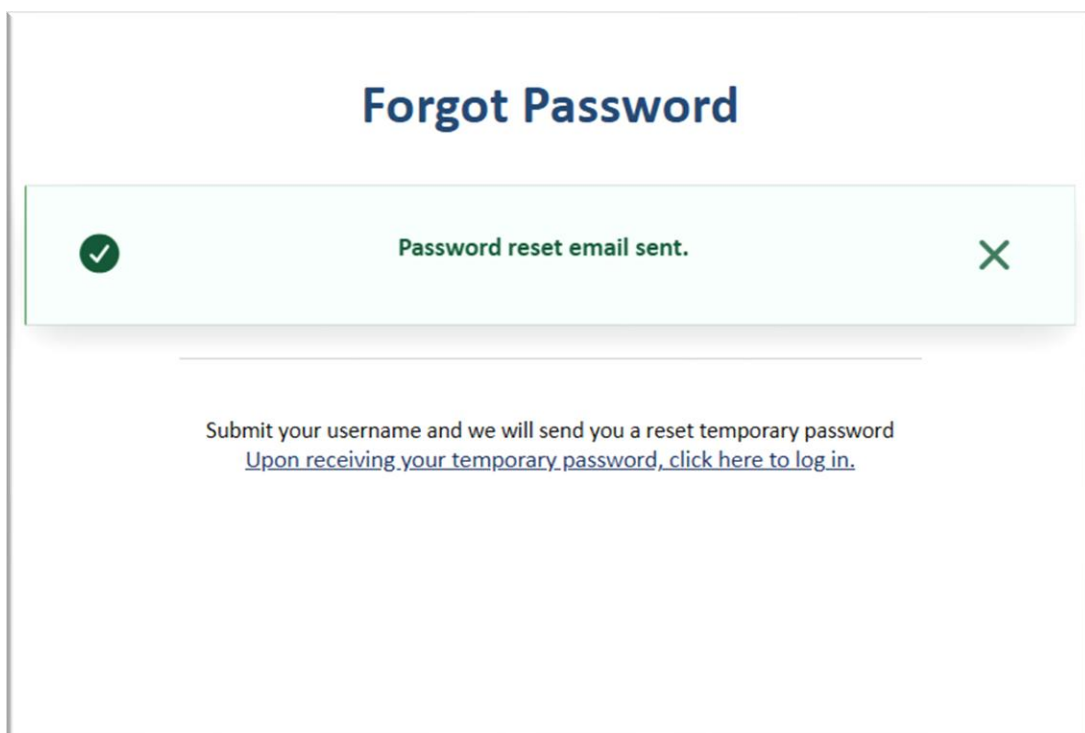 Forgot Password
Password reset email sent.
Submit your username and we will send you a reset temporary password
Upon receiving your temporary password, click here to log in.